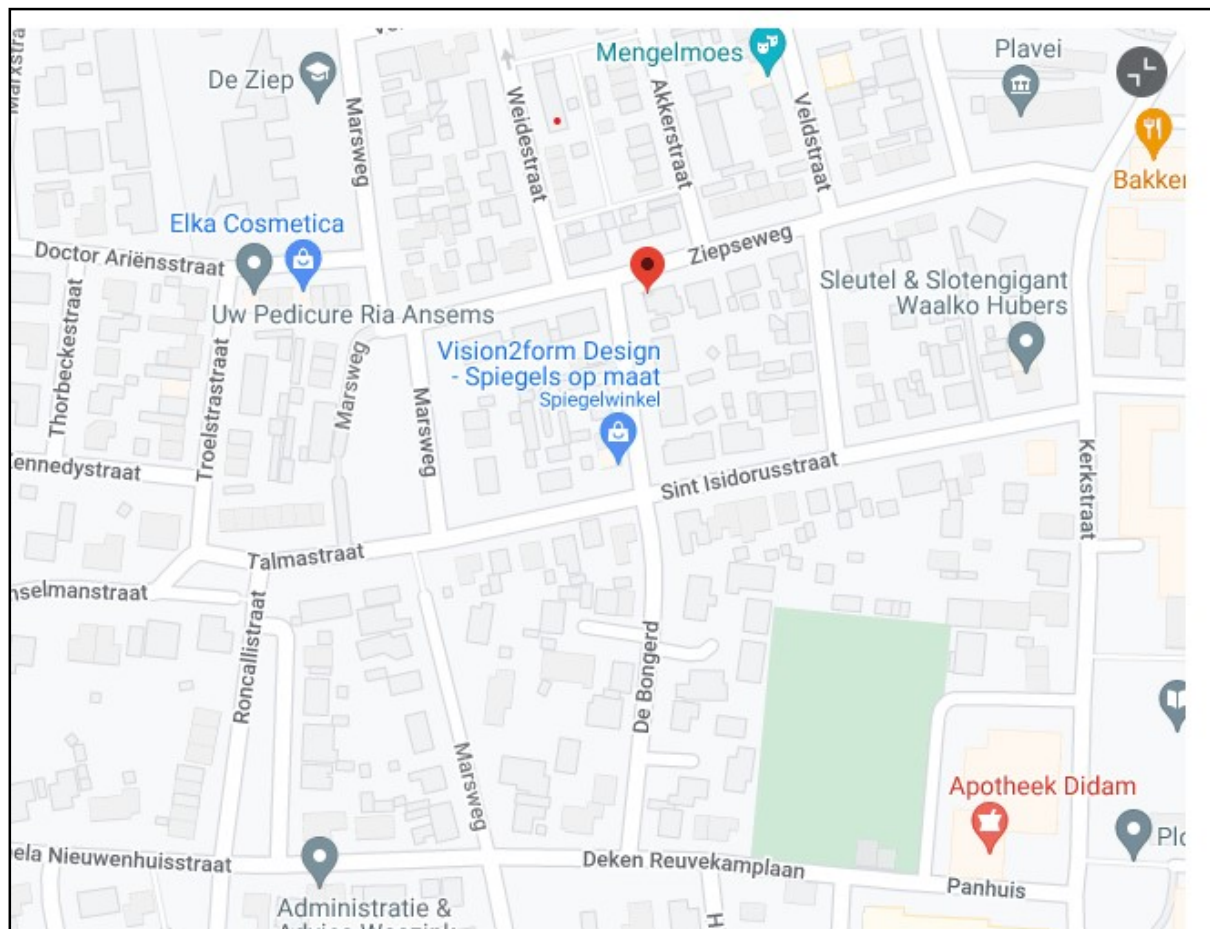 De Ziep
Marsweg
Weidestraat
Mengelmoes
Akkerstraat
Veldstraat
Plavei
Bakker
Elka Cosmetica
Doctor Ariënsstraat
Uw Pedicure Ria Ansems
Ziepseweg
Sleutel & Slotengigant
Waalko Hubers
Thorbeckestraat
Troelstrastraat
Marsweg
Marsweg
Vision2form Design
- Spiegels op maat
Spiegelwinkel
Kennedystraat
Sint Isidorusstraat
Kerkstraat
Talmastraat
nselmanstraat
Roncallistraat
De Bongerd
Marsweg
Apotheek Didam
ela Nieuwenhuisstraat
Deken Reuvekamplaan
Panhuis
Administratie &
H